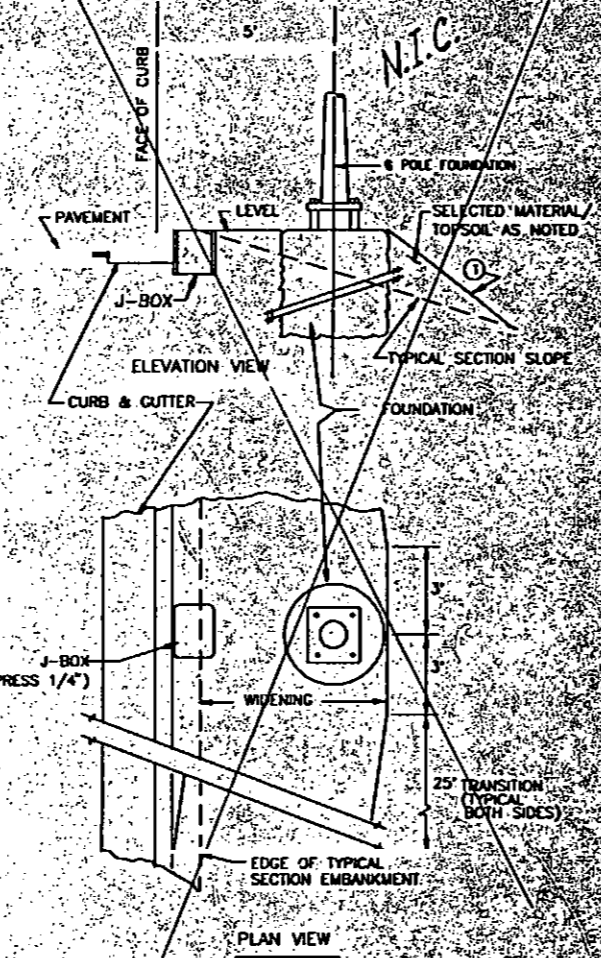 5'
N.I.C.
FACE OF CURB
℄ POLE FOUNDATION
PAVEMENT
LEVEL
SELECTED MATERIAL/
TOPSOIL AS NOTED
1
J-BOX
ELEVATION VIEW
TYPICAL SECTION SLOPE
CURB & GUTTER
FOUNDATION
3'
J-BOX
PRESS 1/4")
3'
WIDENING
25' TRANSITION
(TYPICAL
BOTH SIDES)
EDGE OF TYPICAL
SECTION EMBANKMENT
PLAN VIEW